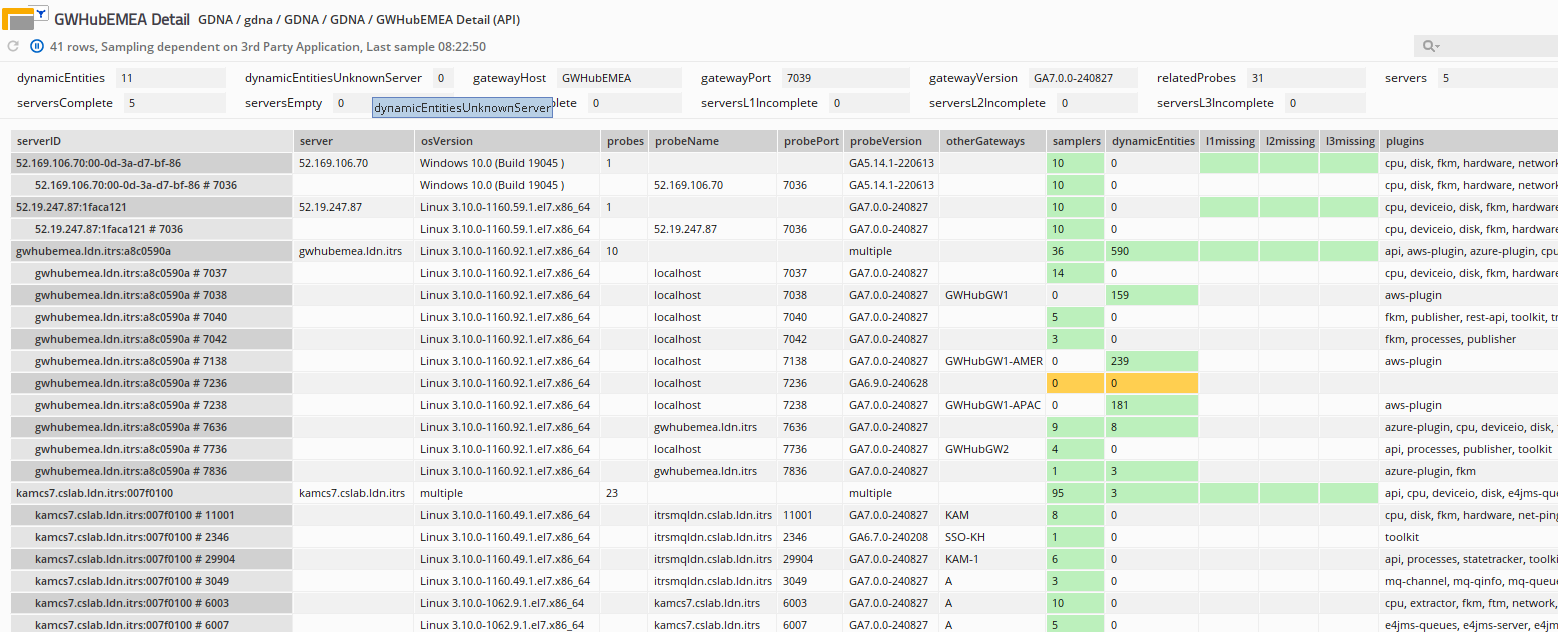 GWHubEMEA Detail GDNA / gdna / GDNA / GDNA / GWHubEMEA Detail (API)
41 rows, Sampling dependent on 3rd Party Application, Last sample 08:22:50
dynamicEntities 11 dynamicEntitiesUnknownServer 0 gatewayHost GWHubEMEA gatewayPort 7039 gatewayVersion GA7.0.0-240827 relatedProbes 31 servers 5
serversComplete 5 serversEmpty 0 dynamicEntitiesUnknownServer plete 0 serversL1Incomplete 0 serversL2Incomplete 0 serversL3Incomplete 0
serverID server osVersion probes probeName probePort probeVersion otherGateways samplers dynamicEntities l1missing l2missing l3missing plugins
52.169.106.70:00-0d-3a-d7-bf-86 52.169.106.70 Windows 10.0 (Build 19045 ) 1 GA5.14.1-220613 10 0 cpu, disk, fkm, hardware, network
52.169.106.70:00-0d-3a-d7-bf-86 # 7036 Windows 10.0 (Build 19045 ) 52.169.106.70 7036 GA5.14.1-220613 10 0 cpu, disk, fkm, hardware, network
52.19.247.87:1faca121 52.19.247.87 Linux 3.10.0-1160.59.1.el7.x86_64 1 GA7.0.0-240827 10 0 cpu, deviceio, disk, fkm, hardware
52.19.247.87:1faca121 # 7036 Linux 3.10.0-1160.59.1.el7.x86_64 52.19.247.87 7036 GA7.0.0-240827 10 0 cpu, deviceio, disk, fkm, hardware
gwhubemea.ldn.itrs:a8c0590a gwhubemea.ldn.itrs Linux 3.10.0-1160.92.1.el7.x86_64 10 multiple 36 590 api, aws-plugin, azure-plugin, cpu
gwhubemea.ldn.itrs:a8c0590a # 7037 Linux 3.10.0-1160.92.1.el7.x86_64 localhost 7037 GA7.0.0-240827 14 0 cpu, deviceio, disk, fkm, hardware
gwhubemea.ldn.itrs:a8c0590a # 7038 Linux 3.10.0-1160.92.1.el7.x86_64 localhost 7038 GA7.0.0-240827 GWHubGW1 0 159 aws-plugin
gwhubemea.ldn.itrs:a8c0590a # 7040 Linux 3.10.0-1160.92.1.el7.x86_64 localhost 7040 GA7.0.0-240827 5 0 fkm, publisher, rest-api, toolkit, tr
gwhubemea.ldn.itrs:a8c0590a # 7042 Linux 3.10.0-1160.92.1.el7.x86_64 localhost 7042 GA7.0.0-240827 3 0 fkm, processes, publisher
gwhubemea.ldn.itrs:a8c0590a # 7138 Linux 3.10.0-1160.92.1.el7.x86_64 localhost 7138 GA7.0.0-240827 GWHubGW1-AMER 0 239 aws-plugin
gwhubemea.ldn.itrs:a8c0590a # 7236 Linux 3.10.0-1160.92.1.el7.x86_64 localhost 7236 GA6.9.0-240628 0 0
gwhubemea.ldn.itrs:a8c0590a # 7238 Linux 3.10.0-1160.92.1.el7.x86_64 localhost 7238 GA7.0.0-240827 GWHubGW1-APAC 0 181 aws-plugin
gwhubemea.ldn.itrs:a8c0590a # 7636 Linux 3.10.0-1160.92.1.el7.x86_64 gwhubemea.ldn.itrs 7636 GA7.0.0-240827 9 8 azure-plugin, cpu, deviceio, disk,
gwhubemea.ldn.itrs:a8c0590a # 7736 Linux 3.10.0-1160.92.1.el7.x86_64 localhost 7736 GA7.0.0-240827 GWHubGW2 4 0 api, processes, publisher, toolkit
gwhubemea.ldn.itrs:a8c0590a # 7836 Linux 3.10.0-1160.92.1.el7.x86_64 gwhubemea.ldn.itrs 7836 GA7.0.0-240827 1 3 azure-plugin, fkm
kamcs7.cslab.ldn.itrs:007f0100 kamcs7.cslab.ldn.itrs multiple 23 multiple 95 3 api, cpu, deviceio, disk, e4jms-que
kamcs7.cslab.ldn.itrs:007f0100 # 11001 Linux 3.10.0-1160.49.1.el7.x86_64 itrsmqldn.cslab.ldn.itrs 11001 GA7.0.0-240827 KAM 8 0 cpu, disk, fkm, hardware, net-ping
kamcs7.cslab.ldn.itrs:007f0100 # 2346 Linux 3.10.0-1160.49.1.el7.x86_64 itrsmqldn.cslab.ldn.itrs 2346 GA6.7.0-240208 SSO-KH 1 0 toolkit
kamcs7.cslab.ldn.itrs:007f0100 # 29904 Linux 3.10.0-1160.49.1.el7.x86_64 itrsmqldn.cslab.ldn.itrs 29904 GA7.0.0-240827 KAM-1 6 0 api, processes, statetracker, toolki
kamcs7.cslab.ldn.itrs:007f0100 # 3049 Linux 3.10.0-1160.49.1.el7.x86_64 itrsmqldn.cslab.ldn.itrs 3049 GA7.0.0-240827 A 3 0 mq-channel, mq-qinfo, mq-queue
kamcs7.cslab.ldn.itrs:007f0100 # 6003 Linux 3.10.0-1062.9.1.el7.x86_64 kamcs7.cslab.ldn.itrs 6003 GA7.0.0-240827 A 10 0 cpu, extractor, fkm, ftm, network,
kamcs7.cslab.ldn.itrs:007f0100 # 6007 Linux 3.10.0-1062.9.1.el7.x86_64 kamcs7.cslab.ldn.itrs 6007 GA7.0.0-240827 A 5 0 e4jms-queues, e4jms-server, e4jm